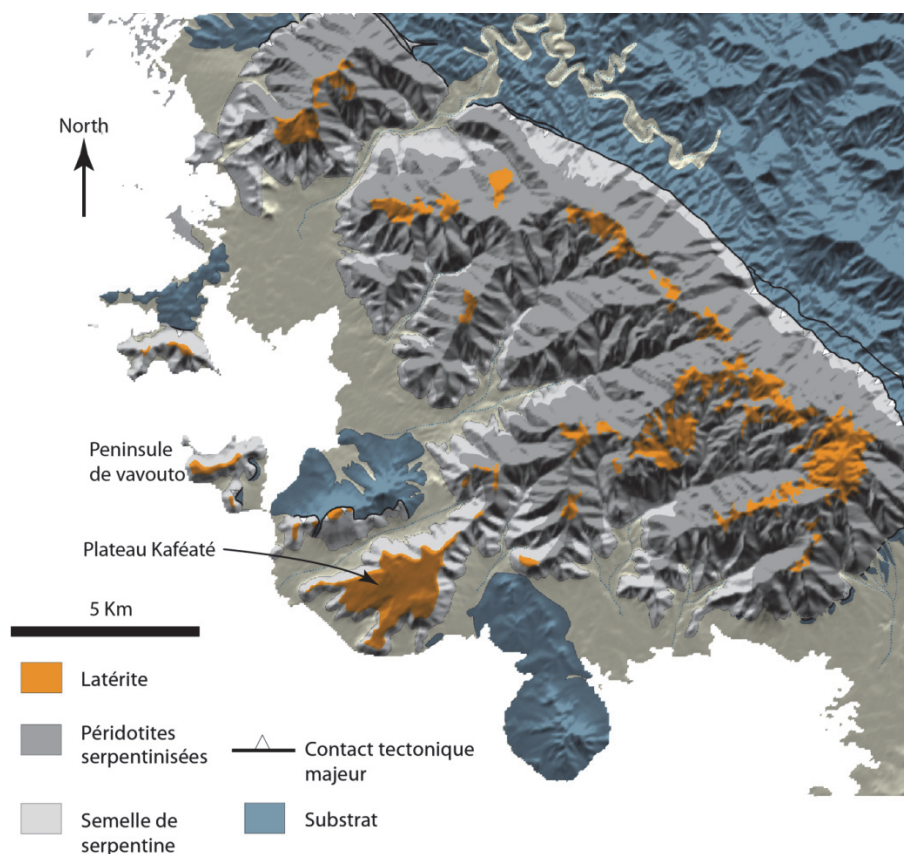 North
Peninsule
de vavouto
Plateau Kaféaté
5 Km
Latérite
Péridotites
serpentinisées
Contact tectonique
majeur
Semelle de
serpentine
Substrat